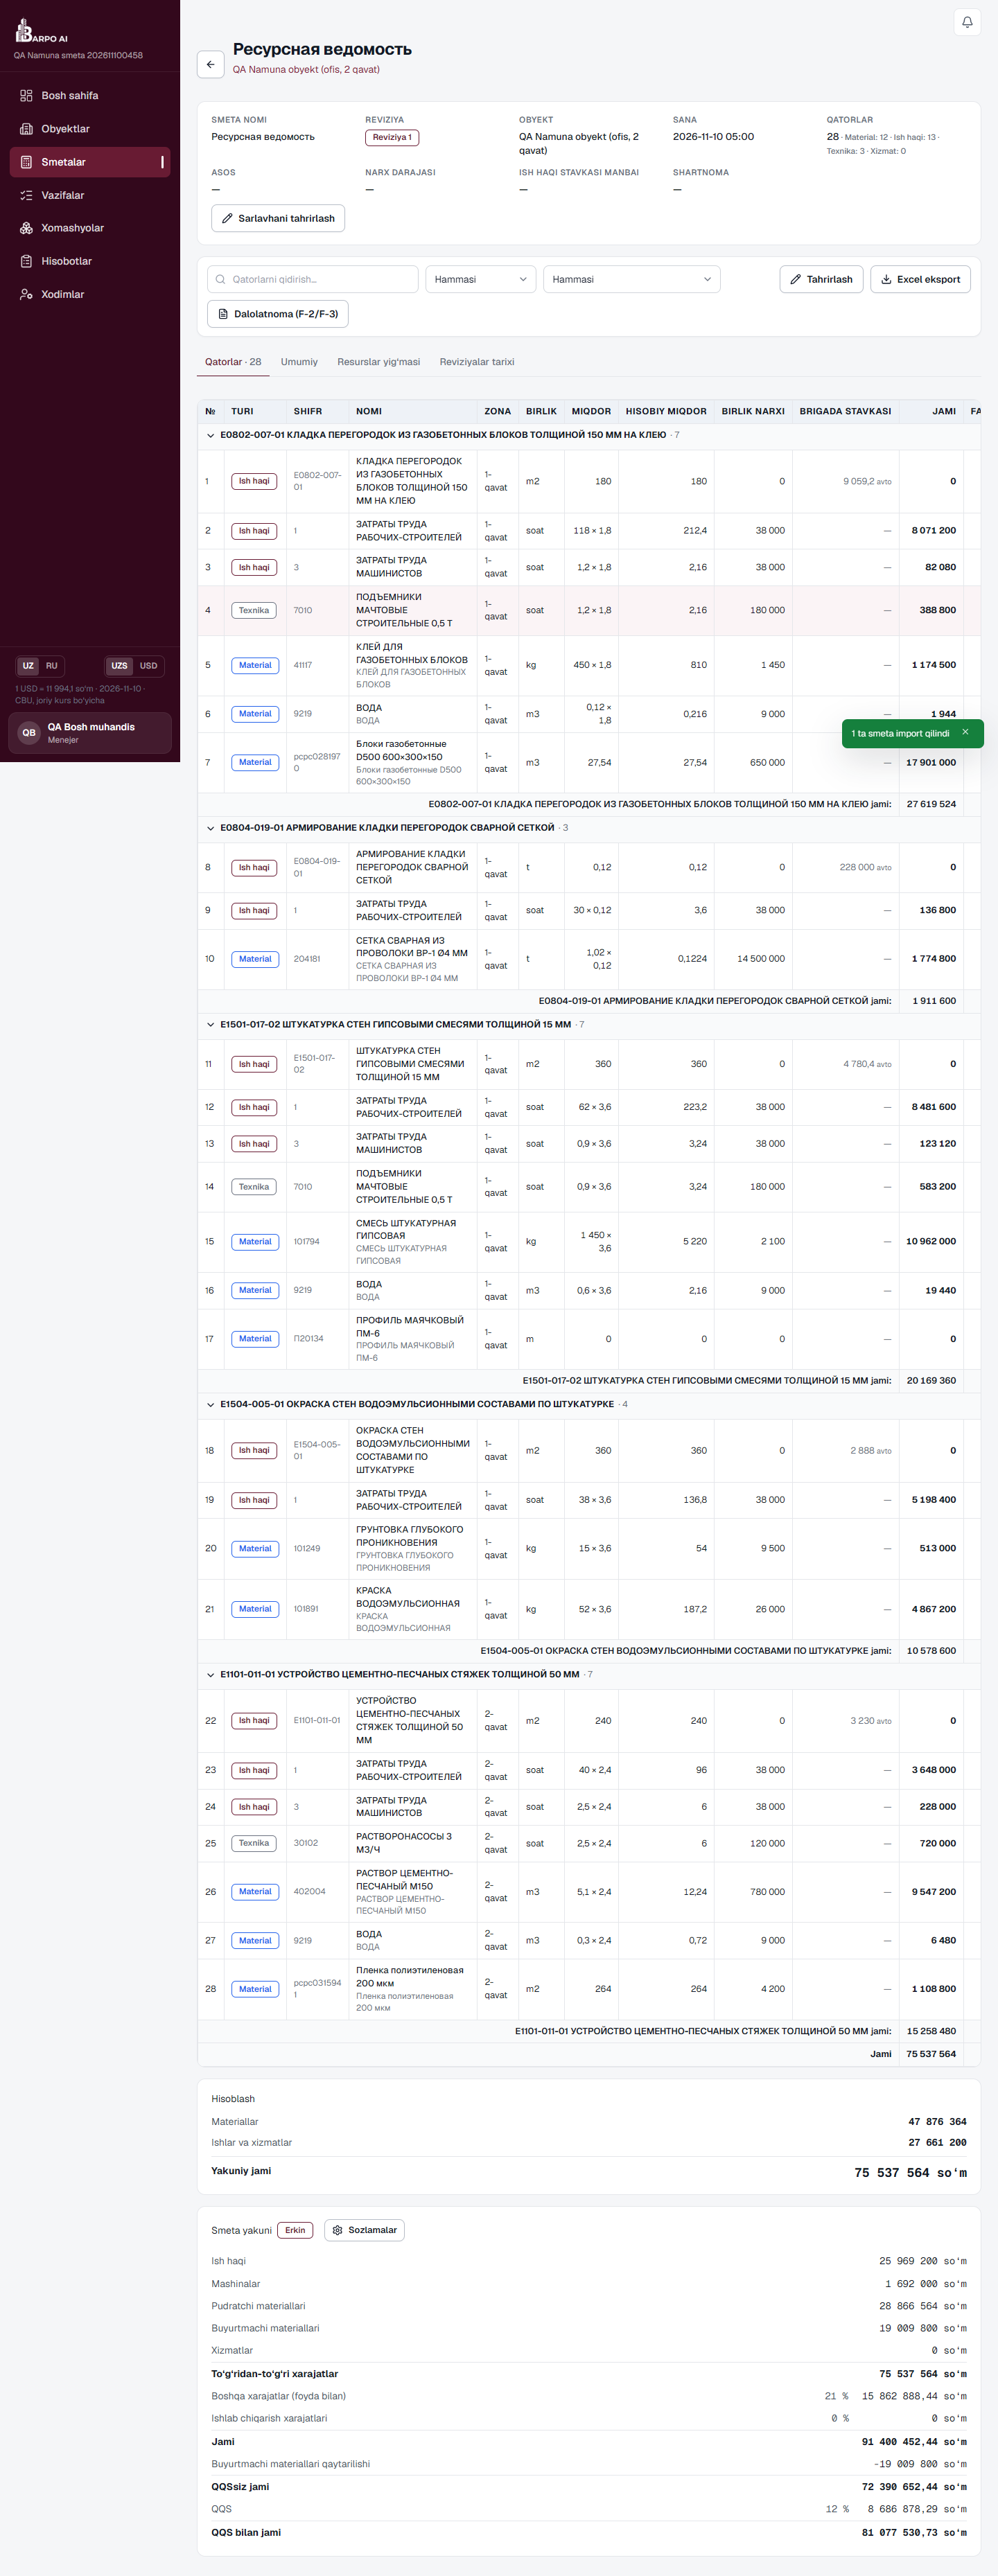 BARPO AI
QA Namuna smeta 202611100458
Bosh sahifa
Obyektlar
Smetalar
Vazifalar
Xomashyolar
Hisobotlar
Xodimlar
UZ RU UZS USD
1 USD = 11 994,1 so'm · 2026-11-10 ·
CBU, joriy kurs bo'yicha
QB QA Bosh muhandis
Menejer
Ресурсная ведомость
QA Namuna obyekt (ofis, 2 qavat)
SMETA NOMI REVIZIYA OBYEKT SANA QATORLAR
Ресурсная ведомость Reviziya 1 QA Namuna obyekt (ofis, 2 2026-11-10 05:00 28 · Material: 12 · Ish haqi: 13 ·
qavat) Texnika: 3 · Xizmat: 0
ASOS NARX DARAJASI ISH HAQI STAVKASI MANBAI SHARTNOMA
— — — —
Sarlavhani tahrirlash
Qatorlarni qidirish... Hammasi Hammasi Tahrirlash Excel eksport
Dalolatnoma (F-2/F-3)
Qatorlar · 28 Umumiy Resurslar yig'masi Reviziyalar tarixi
№ TURI SHIFR NOMI ZONA BIRLIK MIQDOR HISOBIY MIQDOR BIRLIK NARXI BRIGADA STAVKASI JAMI FA
E0802-007-01 КЛАДКА ПЕРЕГОРОДОК ИЗ ГАЗОБЕТОННЫХ БЛОКОВ ТОЛЩИНОЙ 150 ММ НА КЛЕЮ · 7
КЛАДКА ПЕРЕГОРОДОК
1 Ish haqi E0802-007- ИЗ ГАЗОБЕТОННЫХ 1- m2 180 180 0 9 059,2 avto 0
01 БЛОКОВ ТОЛЩИНОЙ 150 qavat
ММ НА КЛЕЮ
2 Ish haqi 1 ЗАТРАТЫ ТРУДА 1- soat 118 × 1,8 212,4 38 000 — 8 071 200
РАБОЧИХ-СТРОИТЕЛЕЙ qavat
3 Ish haqi 3 ЗАТРАТЫ ТРУДА 1- soat 1,2 × 1,8 2,16 38 000 — 82 080
МАШИНИСТОВ qavat
ПОДЪЕМНИКИ
4 Texnika 7010 МАЧТОВЫЕ 1- soat 1,2 × 1,8 2,16 180 000 — 388 800
СТРОИТЕЛЬНЫЕ 0,5 Т qavat
КЛЕЙ ДЛЯ
5 Material 41117 ГАЗОБЕТОННЫХ БЛОКОВ 1- kg 450 × 1,8 810 1 450 — 1 174 500
КЛЕЙ ДЛЯ ГАЗОБЕТОННЫХ qavat
БЛОКОВ
6 Material 9219 ВОДА 1- m3 0,12 × 0,216 9 000 — 1 944
ВОДА qavat 1,8
1 ta smeta import qilindi
Блоки газобетонные
7 Material pcpc028197 D500 600×300×150 1- m3 27,54 27,54 650 000 — 17 901 000
0 Блоки газобетонные D500 qavat
600×300×150
E0802-007-01 КЛАДКА ПЕРЕГОРОДОК ИЗ ГАЗОБЕТОННЫХ БЛОКОВ ТОЛЩИНОЙ 150 ММ НА КЛЕЮ jami: 27 619 524
E0804-019-01 АРМИРОВАНИЕ КЛАДКИ ПЕРЕГОРОДОК СВАРНОЙ СЕТКОЙ · 3
АРМИРОВАНИЕ КЛАДКИ
8 Ish haqi E0804-019- ПЕРЕГОРОДОК СВАРНОЙ 1- t 0,12 0,12 0 228 000 avto 0
01 СЕТКОЙ qavat
9 Ish haqi 1 ЗАТРАТЫ ТРУДА 1- soat 30 × 0,12 3,6 38 000 — 136 800
РАБОЧИХ-СТРОИТЕЛЕЙ qavat
СЕТКА СВАРНАЯ ИЗ
10 Material 204181 ПРОВОЛОКИ ВР-1 Ø4 ММ 1- t 1,02 × 0,1224 14 500 000 — 1 774 800
СЕТКА СВАРНАЯ ИЗ qavat 0,12
ПРОВОЛОКИ ВР-1 Ø4 ММ
E0804-019-01 АРМИРОВАНИЕ КЛАДКИ ПЕРЕГОРОДОК СВАРНОЙ СЕТКОЙ jami: 1 911 600
E1501-017-02 ШТУКАТУРКА СТЕН ГИПСОВЫМИ СМЕСЯМИ ТОЛЩИНОЙ 15 ММ · 7
ШТУКАТУРКА СТЕН
11 Ish haqi E1501-017- ГИПСОВЫМИ СМЕСЯМИ 1- m2 360 360 0 4 780,4 avto 0
02 ТОЛЩИНОЙ 15 ММ qavat
12 Ish haqi 1 ЗАТРАТЫ ТРУДА 1- soat 62 × 3,6 223,2 38 000 — 8 481 600
РАБОЧИХ-СТРОИТЕЛЕЙ qavat
13 Ish haqi 3 ЗАТРАТЫ ТРУДА 1- soat 0,9 × 3,6 3,24 38 000 — 123 120
МАШИНИСТОВ qavat
ПОДЪЕМНИКИ
14 Texnika 7010 МАЧТОВЫЕ 1- soat 0,9 × 3,6 3,24 180 000 — 583 200
СТРОИТЕЛЬНЫЕ 0,5 Т qavat
СМЕСЬ ШТУКАТУРНАЯ
15 Material 101794 ГИПСОВАЯ 1- kg 1 450 × 5 220 2 100 — 10 962 000
СМЕСЬ ШТУКАТУРНАЯ qavat 3,6
ГИПСОВАЯ
16 Material 9219 ВОДА 1- m3 0,6 × 3,6 2,16 9 000 — 19 440
ВОДА qavat
ПРОФИЛЬ МАЯЧКОВЫЙ
17 Material П20134 ПМ-6 1- m 0 0 0 — 0
ПРОФИЛЬ МАЯЧКОВЫЙ qavat
ПМ-6
E1501-017-02 ШТУКАТУРКА СТЕН ГИПСОВЫМИ СМЕСЯМИ ТОЛЩИНОЙ 15 ММ jami: 20 169 360
E1504-005-01 ОКРАСКА СТЕН ВОДОЭМУЛЬСИОННЫМИ СОСТАВАМИ ПО ШТУКАТУРКЕ · 4
ОКРАСКА СТЕН
18 Ish haqi E1504-005- ВОДОЭМУЛЬСИОННЫМИ 1- m2 360 360 0 2 888 avto 0
01 СОСТАВАМИ ПО qavat
ШТУКАТУРКЕ
19 Ish haqi 1 ЗАТРАТЫ ТРУДА 1- soat 38 × 3,6 136,8 38 000 — 5 198 400
РАБОЧИХ-СТРОИТЕЛЕЙ qavat
ГРУНТОВКА ГЛУБОКОГО
20 Material 101249 ПРОНИКНОВЕНИЯ 1- kg 15 × 3,6 54 9 500 — 513 000
ГРУНТОВКА ГЛУБОКОГО qavat
ПРОНИКНОВЕНИЯ
КРАСКА
21 Material 101891 ВОДОЭМУЛЬСИОННАЯ 1- kg 52 × 3,6 187,2 26 000 — 4 867 200
КРАСКА qavat
ВОДОЭМУЛЬСИОННАЯ
E1504-005-01 ОКРАСКА СТЕН ВОДОЭМУЛЬСИОННЫМИ СОСТАВАМИ ПО ШТУКАТУРКЕ jami: 10 578 600
E1101-011-01 УСТРОЙСТВО ЦЕМЕНТНО-ПЕСЧАНЫХ СТЯЖЕК ТОЛЩИНОЙ 50 ММ · 7
УСТРОЙСТВО
22 Ish haqi E1101-011-01 ЦЕМЕНТНО-ПЕСЧАНЫХ 2- m2 240 240 0 3 230 avto 0
СТЯЖЕК ТОЛЩИНОЙ 50 qavat
ММ
23 Ish haqi 1 ЗАТРАТЫ ТРУДА 2- soat 40 × 2,4 96 38 000 — 3 648 000
РАБОЧИХ-СТРОИТЕЛЕЙ qavat
24 Ish haqi 3 ЗАТРАТЫ ТРУДА 2- soat 2,5 × 2,4 6 38 000 — 228 000
МАШИНИСТОВ qavat
25 Texnika 30102 РАСТВОРОНАСОСЫ 3 2- soat 2,5 × 2,4 6 120 000 — 720 000
М3/Ч qavat
РАСТВОР ЦЕМЕНТНО-
26 Material 402004 ПЕСЧАНЫЙ М150 2- m3 5,1 × 2,4 12,24 780 000 — 9 547 200
РАСТВОР ЦЕМЕНТНО- qavat
ПЕСЧАНЫЙ М150
27 Material 9219 ВОДА 2- m3 0,3 × 2,4 0,72 9 000 — 6 480
ВОДА qavat
Пленка полиэтиленовая
28 Material pcpc031594 200 мкм 2- m2 264 264 4 200 — 1 108 800
1 Пленка полиэтиленовая qavat
200 мкм
E1101-011-01 УСТРОЙСТВО ЦЕМЕНТНО-ПЕСЧАНЫХ СТЯЖЕК ТОЛЩИНОЙ 50 ММ jami: 15 258 480
Jami 75 537 564
Hisoblash
Materiallar 47 876 364
Ishlar va xizmatlar 27 661 200
Yakuniy jami 75 537 564 so'm
Smeta yakuni Erkin Sozlamalar
Ish haqi 25 969 200 so'm
Mashinalar 1 692 000 so'm
Pudratchi materiallari 28 866 564 so'm
Buyurtmachi materiallari 19 009 800 so'm
Xizmatlar 0 so'm
To'g'ridan-to'g'ri xarajatlar 75 537 564 so'm
Boshqa xarajatlar (foyda bilan) 21 % 15 862 888,44 so'm
Ishlab chiqarish xarajatlari 0 % 0 so'm
Jami 91 400 452,44 so'm
Buyurtmachi materiallari qaytarilishi -19 009 800 so'm
QQSsiz jami 72 390 652,44 so'm
QQS 12 % 8 686 878,29 so'm
QQS bilan jami 81 077 530,73 so'm